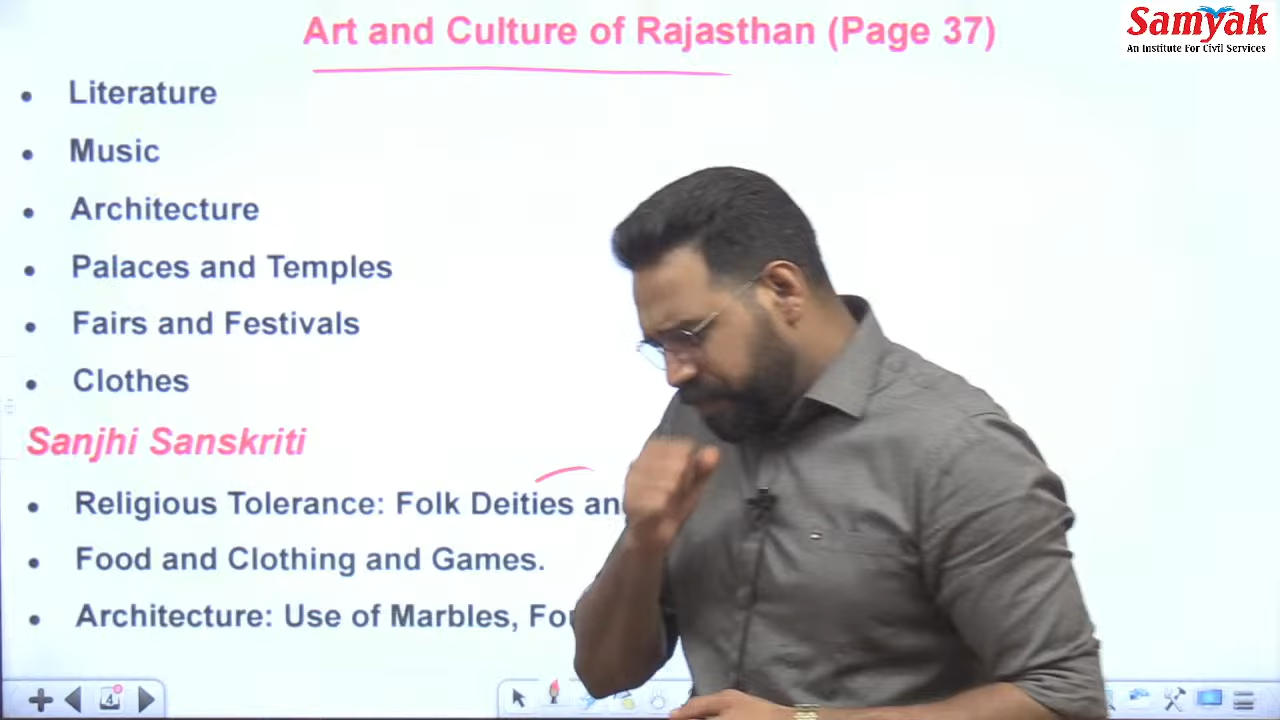 Art and Culture of Rajasthan (Page 37)
Samyak
An Institute For Civil Services
• Literature
• Music
• Architecture
• Palaces and Temples
• Fairs and Festivals
• Clothes
Sanjhi Sanskriti
• Religious Tolerance: Folk Deities an
• Food and Clothing and Games.
• Architecture: Use of Marbles,
4